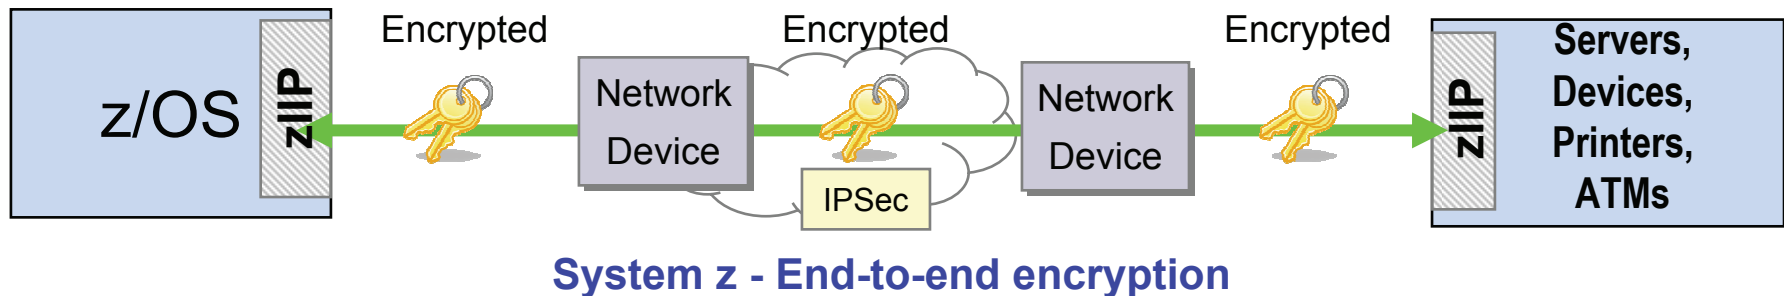 Encrypted
Encrypted
Encrypted
z/OS
zIIP
Network
Device
IPSec
Network
Device
zIIP
Servers,
Devices,
Printers,
ATMs
System z - End-to-end encryption